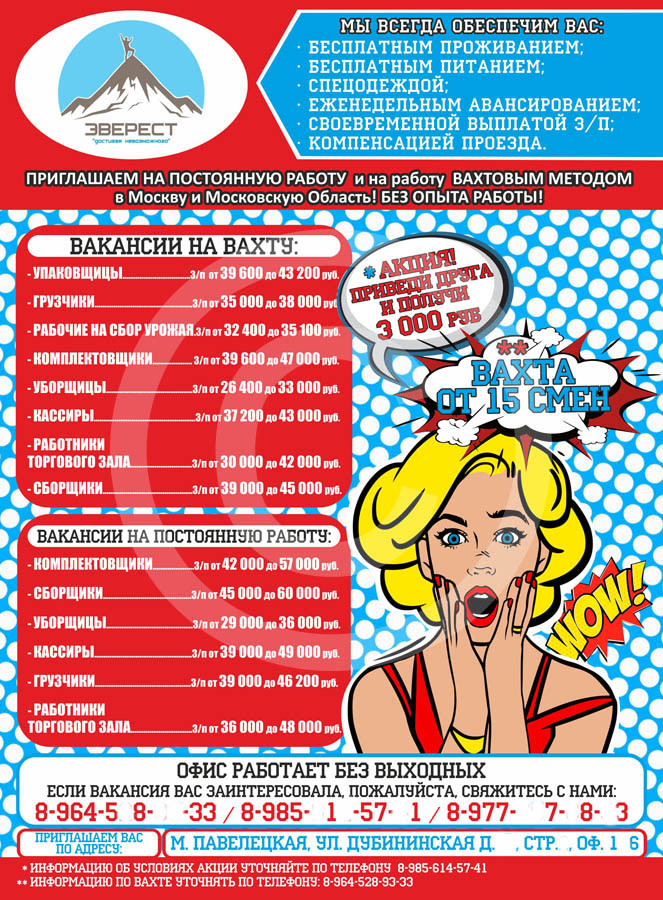 ЭВЕРЕСТ
"достигая невозможного"
МЫ ВСЕГДА ОБЕСПЕЧИМ ВАС:
· БЕСПЛАТНЫМ ПРОЖИВАНИЕМ;
· БЕСПЛАТНЫМ ПИТАНИЕМ;
· СПЕЦОДЕЖДОЙ;
· ЕЖЕНЕДЕЛЬНЫМ АВАНСИРОВАНИЕМ;
· СВОЕВРЕМЕННОЙ ВЫПЛАТОЙ З/П;
· КОМПЕНСАЦИЕЙ ПРОЕЗДА.
ПРИГЛАШАЕМ НА ПОСТОЯННУЮ РАБОТУ и на работу ВАХТОВЫМ МЕТОДОМ
в Москву и Московскую Область! БЕЗ ОПЫТА РАБОТЫ!
ВАКАНСИИ НА ВАХТУ:
- УПАКОВЩИЦЫ.........З/п от 39 600 до 43 200 руб.
- ГРУЗЧИКИ.........З/п от 35 000 до 38 000 руб.
- РАБОЧИЕ НА СБОР УРОЖАЯ.З/п от 32 400 до 35 100 руб.
- КОМПЛЕКТОВЩИКИ.........З/п от 39 600 до 47 000 руб.
- УБОРЩИЦЫ.........З/п от 26 400 до 33 000 руб.
- КАССИРЫ.........З/п от 37 200 до 43 000 руб.
- РАБОТНИКИ
ТОРГОВОГО ЗАЛА.........З/п от 30 000 до 42 000 руб.
- СБОРЩИКИ.........З/п от 39 000 до 45 000 руб.
* АКЦИЯ!
ПРИВЕДИ ДРУГА
И ПОЛУЧИ
3 000 РУБ
**
ВАХТА
ОТ 15 СМЕН
ВАКАНСИИ НА ПОСТОЯННУЮ РАБОТУ:
- КОМПЛЕКТОВЩИКИ.........З/п от 42 000 до 57 000 руб.
- СБОРЩИКИ.........З/п от 45 000 до 60 000 руб.
- УБОРЩИЦЫ.........З/п от 29 000 до 36 000 руб.
- КАССИРЫ.........З/п от 39 000 до 49 000 руб.
- ГРУЗЧИКИ.........З/п от 39 000 до 46 200 руб.
- РАБОТНИКИ
ТОРГОВОГО ЗАЛА.........З/п от 36 000 до 48 000 руб.
WOW!
ОФИС РАБОТАЕТ БЕЗ ВЫХОДНЫХ
ЕСЛИ ВАКАНСИЯ ВАС ЗАИНТЕРЕСОВАЛА, ПОЖАЛУЙСТА, СВЯЖИТЕСЬ С НАМИ:
8-964-5 8- -33 / 8-985- 1 -57- 1 / 8-977- 7- 8- 3
ПРИГЛАШАЕМ ВАС
ПО АДРЕСУ:
М. ПАВЕЛЕЦКАЯ, УЛ. ДУБИНИНСКАЯ Д. , СТР. , ОФ. 1 6
* ИНФОРМАЦИЮ ОБ УСЛОВИЯХ АКЦИИ УТОЧНЯЙТЕ ПО ТЕЛЕФОНУ 8-985-614-57-41
** ИНФОРМАЦИЮ ПО ВАХТЕ УТОЧНЯТЬ ПО ТЕЛЕФОНУ: 8-964-528-93-33